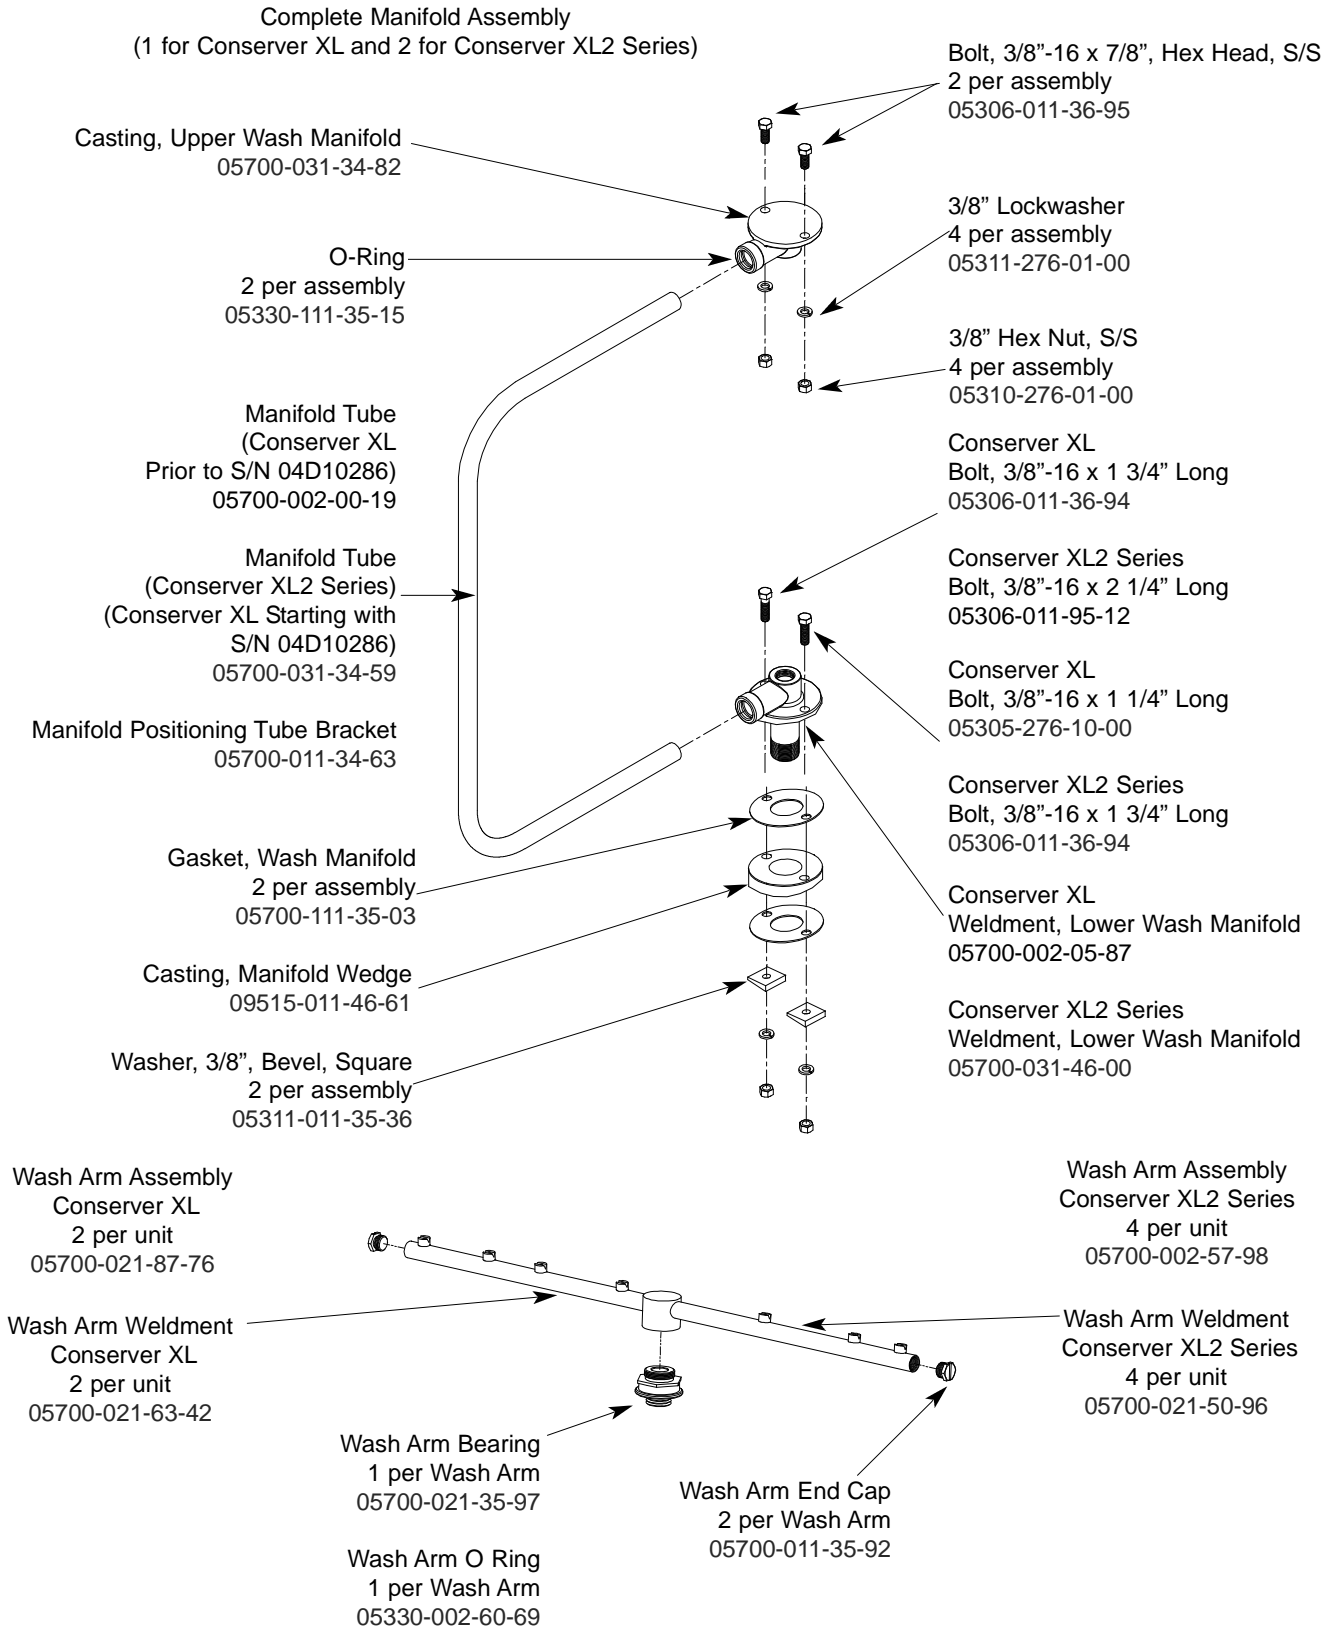 Complete Manifold Assembly
(1 for Conserver XL and 2 for Conserver XL2 Series)
Bolt, 3/8”-16 x 7/8”, Hex Head, S/S
2 per assembly
05306-011-36-95
Casting, Upper Wash Manifold
05700-031-34-82
3/8” Lockwasher
4 per assembly
05311-276-01-00
O-Ring
2 per assembly
05330-111-35-15
3/8” Hex Nut, S/S
4 per assembly
05310-276-01-00
Manifold Tube
(Conserver XL
Prior to S/N 04D10286)
05700-002-00-19
Conserver XL
Bolt, 3/8”-16 x 1 3/4” Long
05306-011-36-94
Manifold Tube
(Conserver XL2 Series)
(Conserver XL Starting with
S/N 04D10286)
05700-031-34-59
Conserver XL2 Series
Bolt, 3/8”-16 x 2 1/4” Long
05306-011-95-12
Conserver XL
Bolt, 3/8”-16 x 1 1/4” Long
05305-276-10-00
Manifold Positioning Tube Bracket
05700-011-34-63
Conserver XL2 Series
Bolt, 3/8”-16 x 1 3/4” Long
05306-011-36-94
Gasket, Wash Manifold
2 per assembly
05700-111-35-03
Conserver XL
Weldment, Lower Wash Manifold
05700-002-05-87
Casting, Manifold Wedge
09515-011-46-61
Conserver XL2 Series
Weldment, Lower Wash Manifold
05700-031-46-00
Washer, 3/8”, Bevel, Square
2 per assembly
05311-011-35-36
Wash Arm Assembly
Conserver XL
2 per unit
05700-021-87-76
Wash Arm Assembly
Conserver XL2 Series
4 per unit
05700-002-57-98
Wash Arm Weldment
Conserver XL
2 per unit
05700-021-63-42
Wash Arm Weldment
Conserver XL2 Series
4 per unit
05700-021-50-96
Wash Arm Bearing
1 per Wash Arm
05700-021-35-97
Wash Arm End Cap
2 per Wash Arm
05700-011-35-92
Wash Arm O Ring
1 per Wash Arm
05330-002-60-69